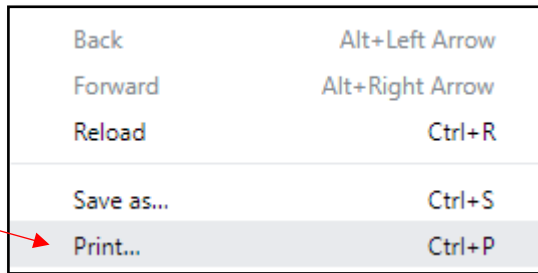 Back Alt+Left Arrow
Forward Alt+Right Arrow
Reload Ctrl+R
Save as... Ctrl+S
Print... Ctrl+P